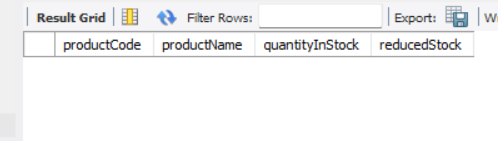 Result Grid Filter Rows: Export:
productCode productName quantityInStock reducedStock